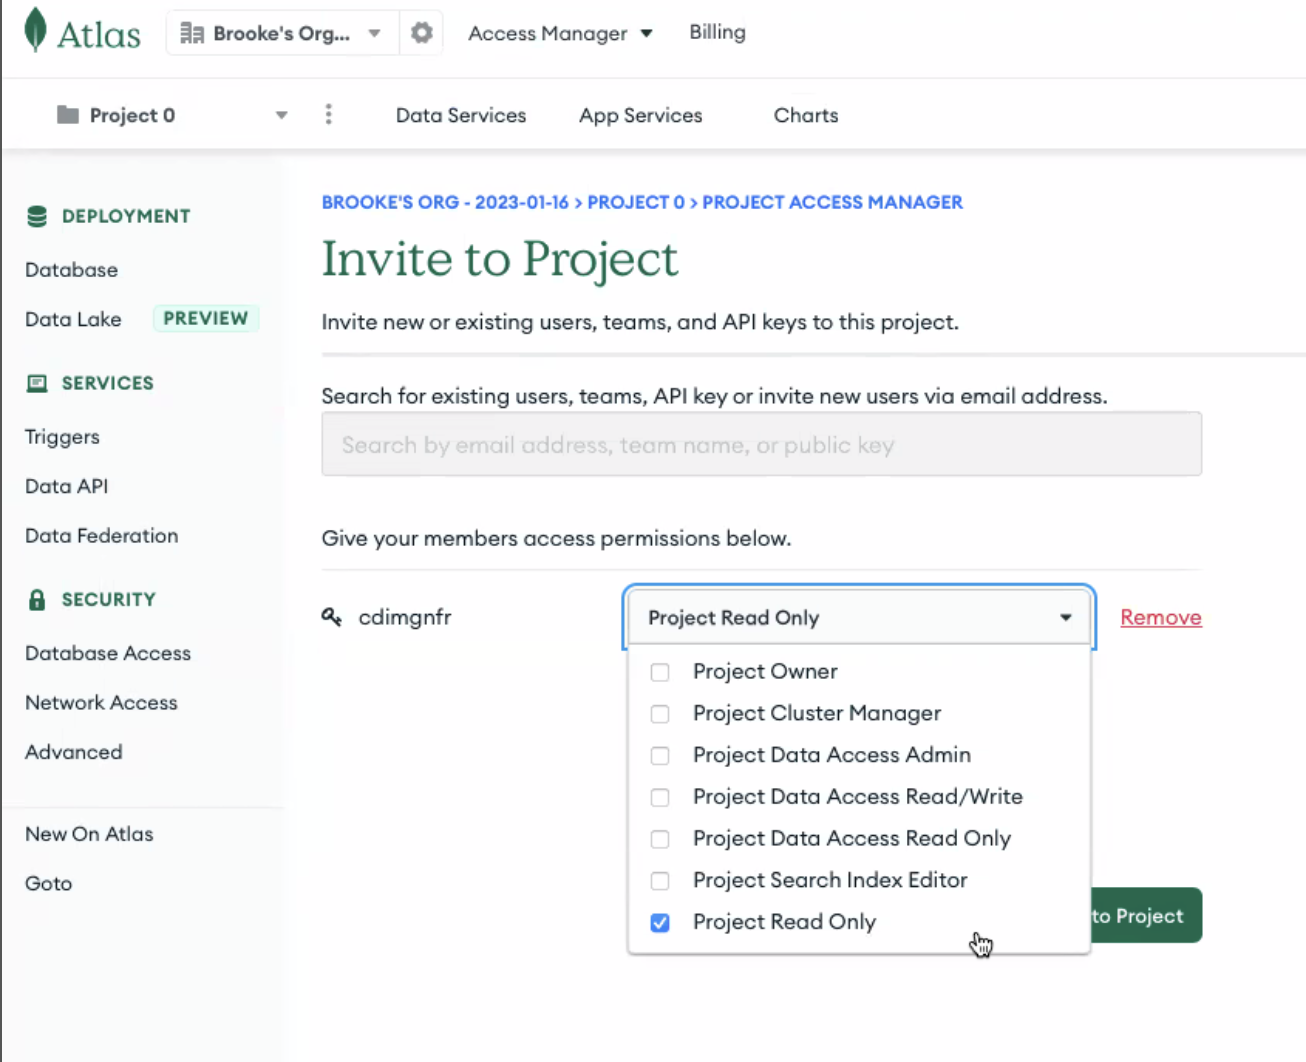 Atlas
Brooke's Org...
Access Manager
Billing
Project 0
Data Services
App Services
Charts
DEPLOYMENT
Database
Data Lake PREVIEW
SERVICES
Triggers
Data API
Data Federation
SECURITY
Database Access
Network Access
Advanced
New On Atlas
Goto
BROOKE'S ORG - 2023-01-16 > PROJECT 0 > PROJECT ACCESS MANAGER
Invite to Project
Invite new or existing users, teams, and API keys to this project.
Search for existing users, teams, API key or invite new users via email address.
Search by email address, team name, or public key
Give your members access permissions below.
cdimgnfr
Project Read Only
Remove
Project Owner
Project Cluster Manager
Project Data Access Admin
Project Data Access Read/Write
Project Data Access Read Only
Project Search Index Editor
Project Read Only
to Project